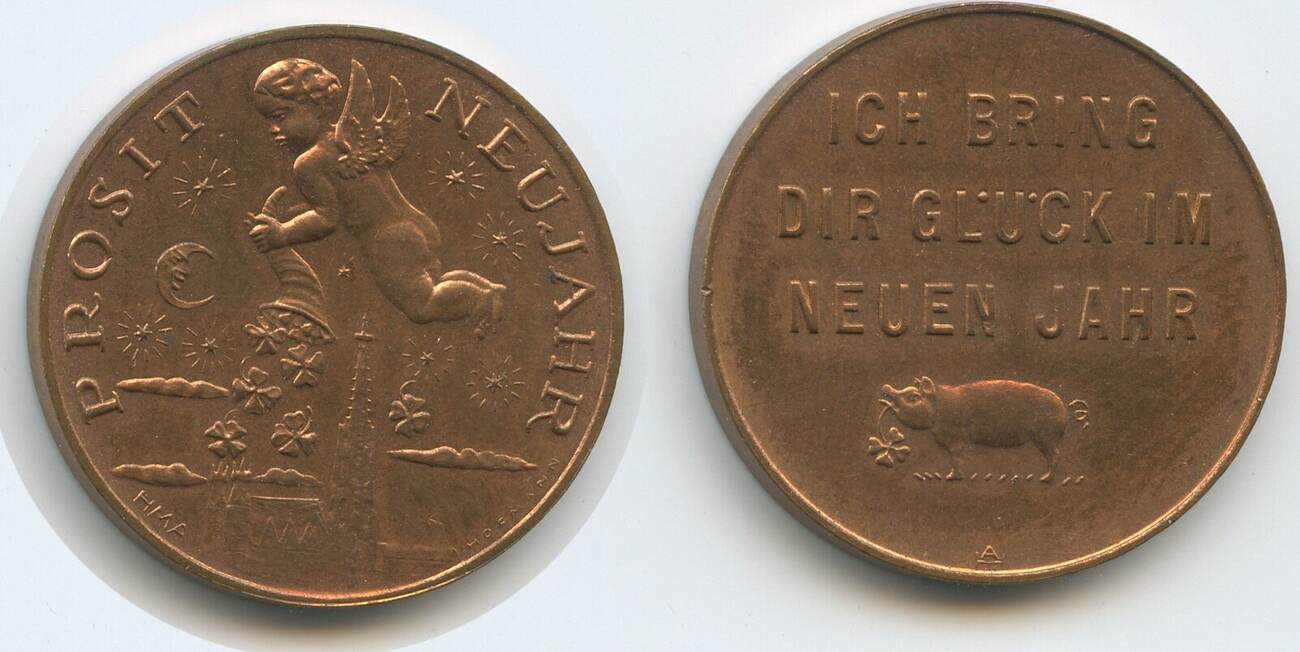 PROSIT NEUJAHR
HMA
ICH BRING
DIR GLÜCK IM
NEUEN JAHR
A